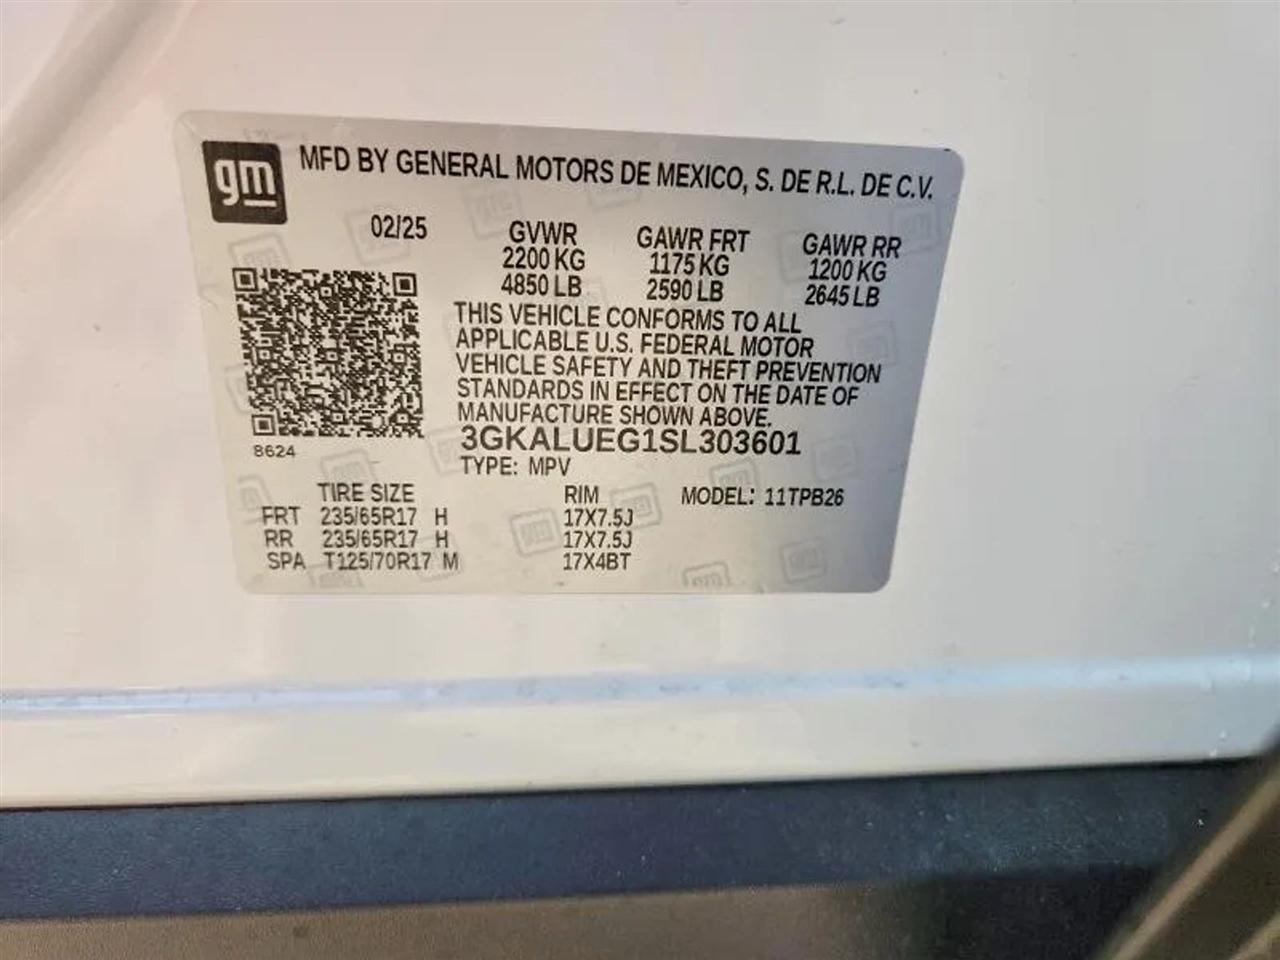 gm
MFD BY GENERAL MOTORS DE MEXICO, S. DE R.L. DE C.V.
02/25
GVWR GAWR FRT GAWR RR
2200 KG 1175 KG 1200 KG
4850 LB 2590 LB 2645 LB
THIS VEHICLE CONFORMS TO ALL
APPLICABLE U.S. FEDERAL MOTOR
VEHICLE SAFETY AND THEFT PREVENTION
STANDARDS IN EFFECT ON THE DATE OF
MANUFACTURE SHOWN ABOVE.
3GKALUEG1SL303601
8624
TYPE: MPV
TIRE SIZE RIM MODEL: 11TPB26
FRT 235/65R17 H 17X7.5J
RR 235/65R17 H 17X7.5J
SPA T125/70R17 M 17X4BT